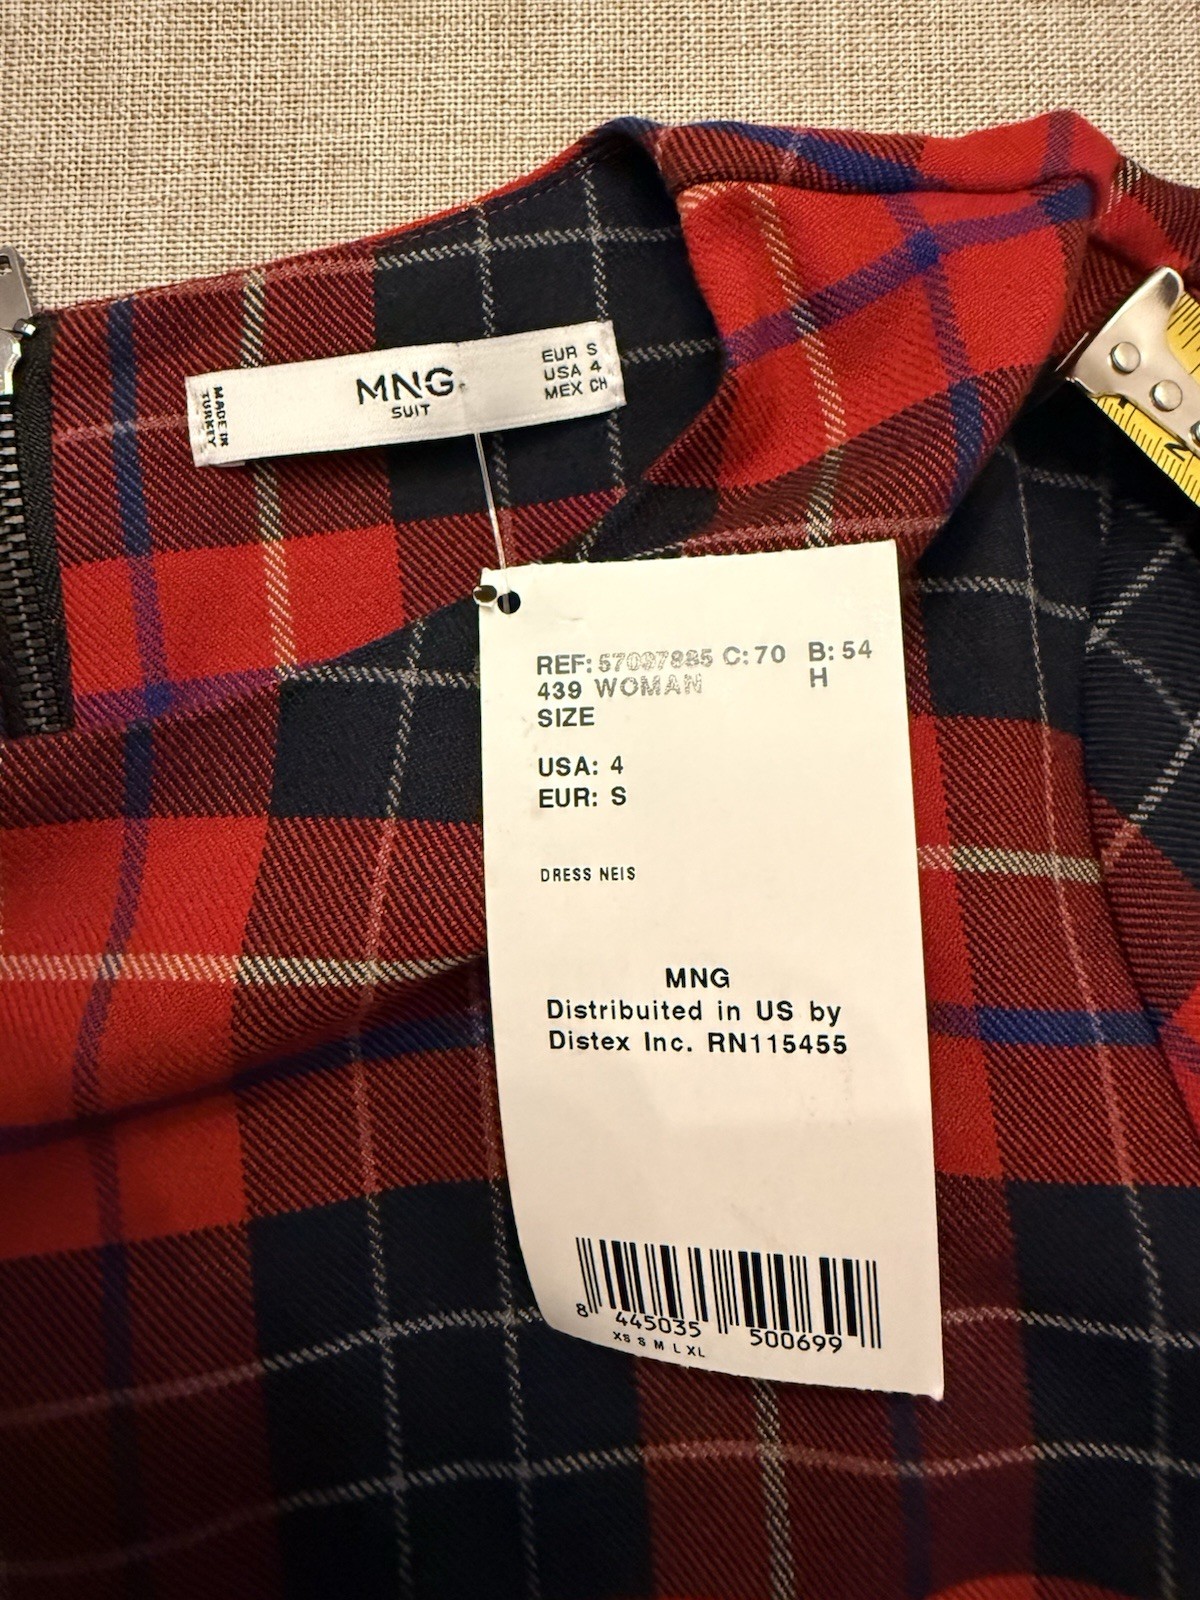 MNG
SUIT
EUR S
USA 4
MEX CH
MADE IN
TURKEY
REF: 57097885 C: 70 B: 54
439 WOMAN H
SIZE
USA: 4
EUR: S
DRESS NEIS
MNG
Distribuited in US by
Distex Inc. RN115455
8 445035 500699
XS S M L XL
2